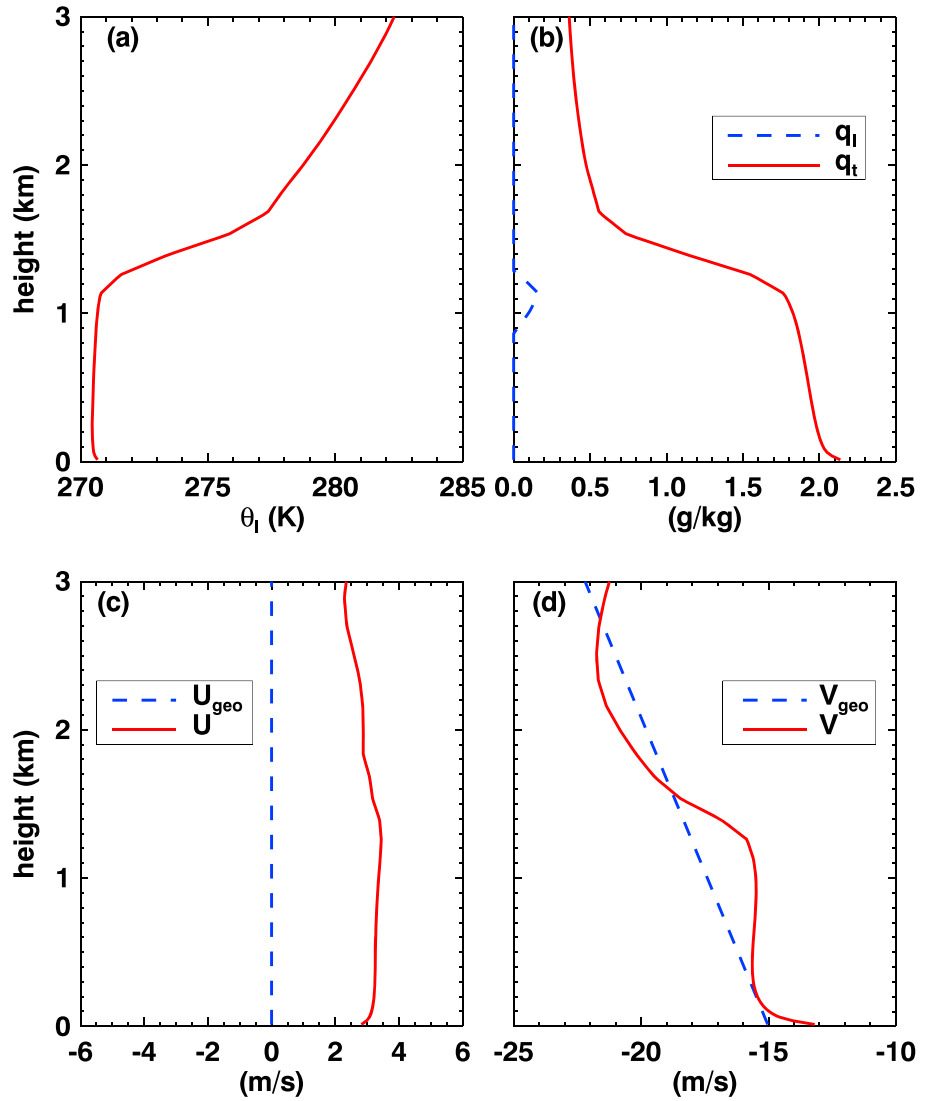 (a)
3
2
1
0
height (km)
270 275 280 285
θl (K)
(b)
ql
qt
0.0 0.5 1.0 1.5 2.0 2.5
(g/kg)
(c)
3
2
1
0
height (km)
Ugeo
U
-6 -4 -2 0 2 4 6
(m/s)
(d)
Vgeo
V
-25 -20 -15 -10
(m/s)